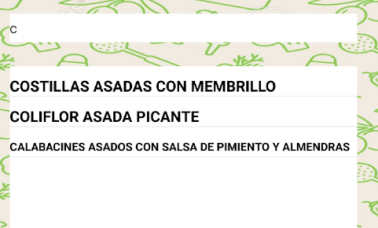 C
COSTILLAS ASADAS CON MEMBRILLO
COLIFLOR ASADA PICANTE
CALABACINES ASADOS CON SALSA DE PIMIENTO Y ALMENDRAS